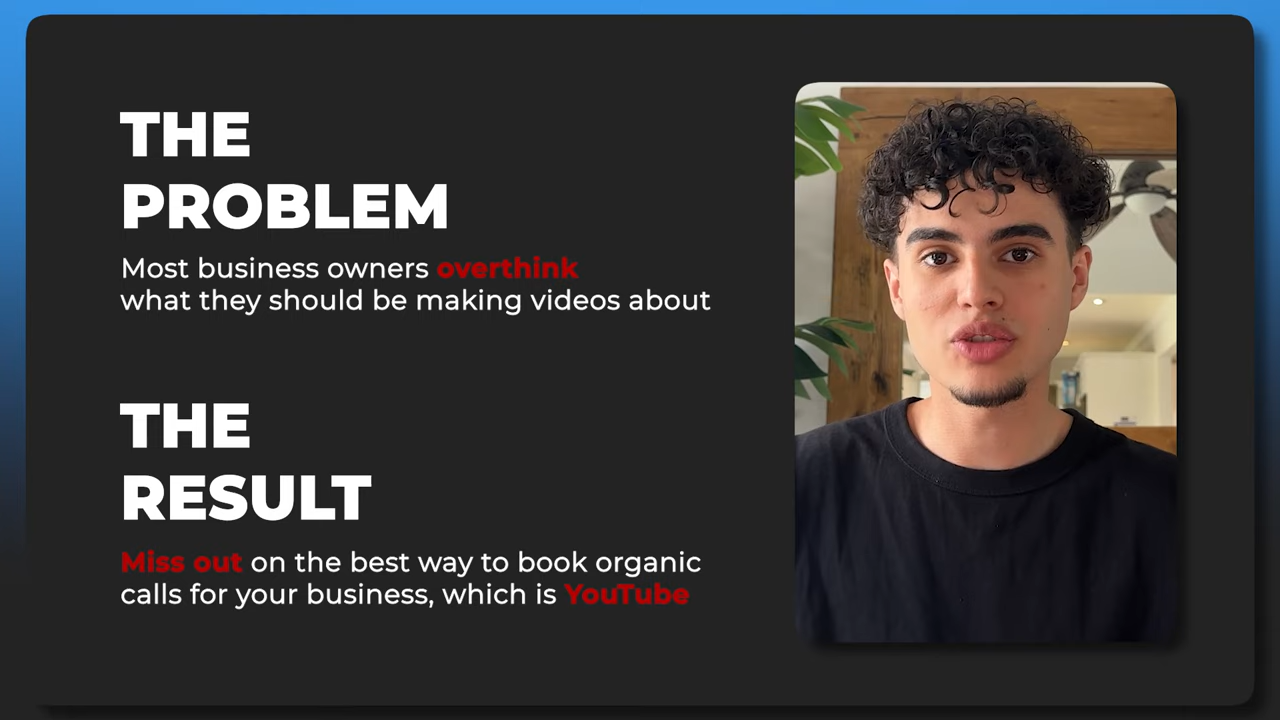 THE
PROBLEM
Most business owners overthink
what they should be making videos about
THE
RESULT
Miss out on the best way to book organic
calls for your business, which is YouTube